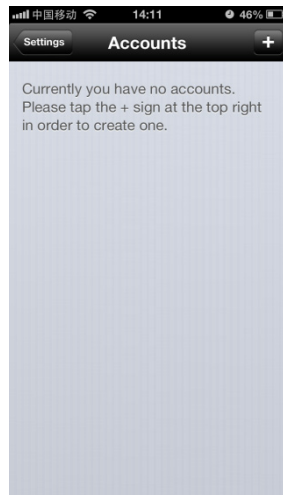 中国移动 14:11 46%
Settings Accounts +
Currently you have no accounts.
Please tap the + sign at the top right
in order to create one.